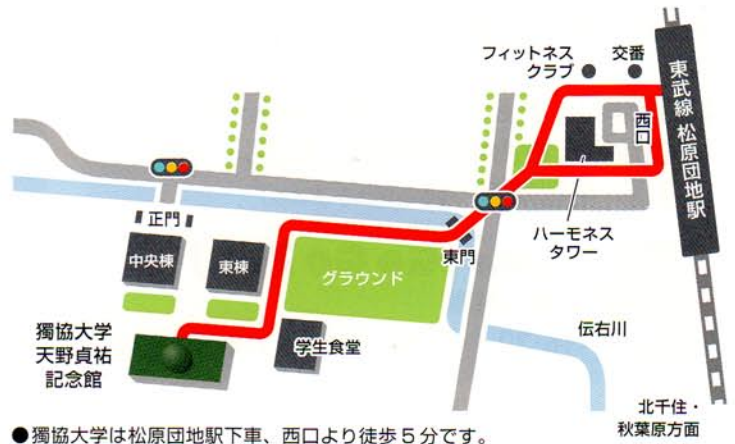 フィットネス
クラブ
交番
東武線 松原団地駅
西口
ハーモネス
タワー
正門
東門
中央棟
東棟
グラウンド
獨協大学
天野貞祐
記念館
学生食堂
伝右川
北千住・
秋葉原方面
●獨協大学は松原団地駅下車、西口より徒歩5分です。